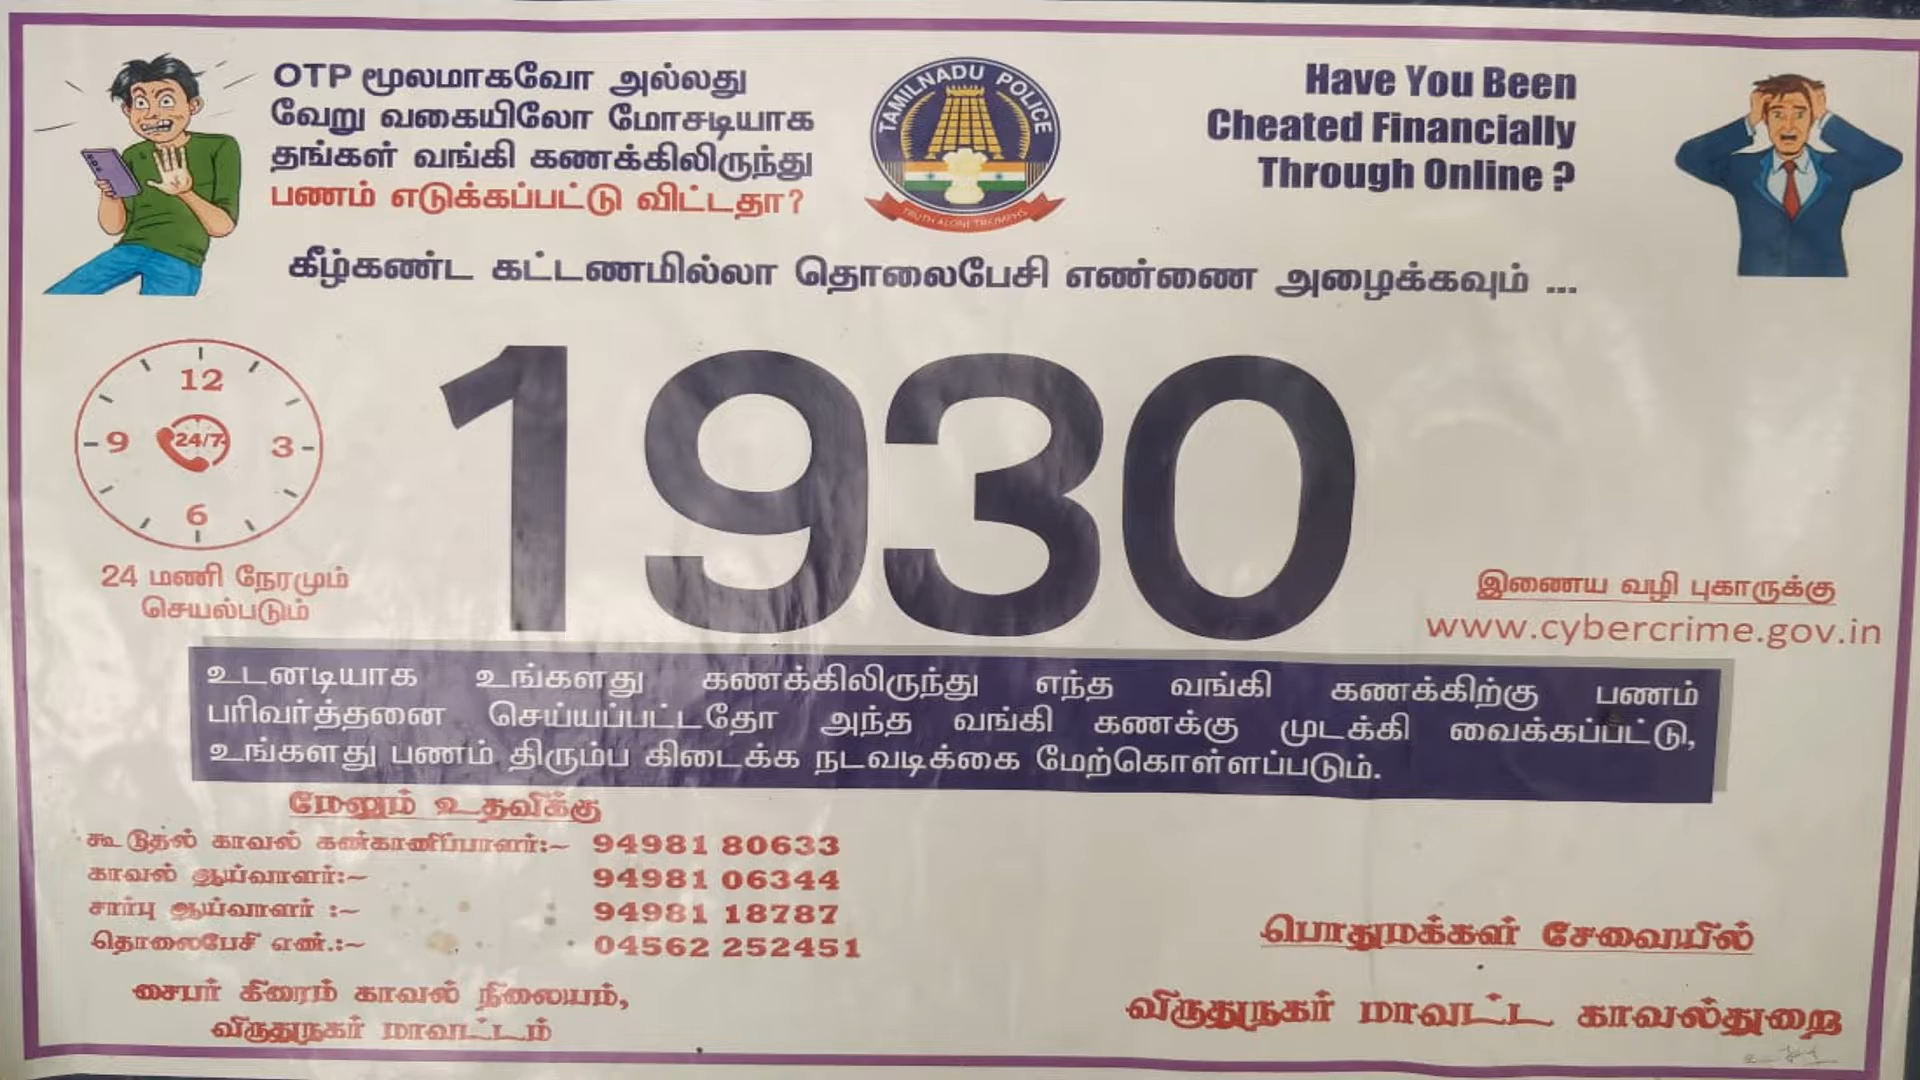 OTP மூலமாகவோ அல்லது
வேறு வகையிலோ மோசடியாக
தங்கள் வங்கி கணக்கிலிருந்து
பணம் எடுக்கப்பட்டு விட்டதா?
TAMILNADU POLICE
TRUTH ALONE TRIUMPHS
Have You Been
Cheated Financially
Through Online ?
கீழ்கண்ட கட்டணமில்லா தொலைபேசி எண்ணை அழைக்கவும் ...
12
9 24/7 3
6
24 மணி நேரமும்
செயல்படும்
1930
இணைய வழி புகாருக்கு
www.cybercrime.gov.in
உடனடியாக உங்களது கணக்கிலிருந்து எந்த வங்கி கணக்கிற்கு பணம்
பரிவர்த்தனை செய்யப்பட்டதோ அந்த வங்கி கணக்கு முடக்கி வைக்கப்பட்டு,
உங்களது பணம் திரும்ப கிடைக்க நடவடிக்கை மேற்கொள்ளப்படும்.
மேலும் உதவிக்கு
கூடுதல் காவல் கண்காணிப்பாளர்:~ 94981 80633
காவல் ஆய்வாளர்:~ 94981 06344
சார்பு ஆய்வாளர் :~ 94981 18787
தொலைபேசி எண்.:~ 04562 252451
சைபர் கிரைம் காவல் நிலையம்,
விருதுநகர் மாவட்டம்
பொதுமக்கள் சேவையில்
விருதுநகர் மாவட்ட காவல்துறை